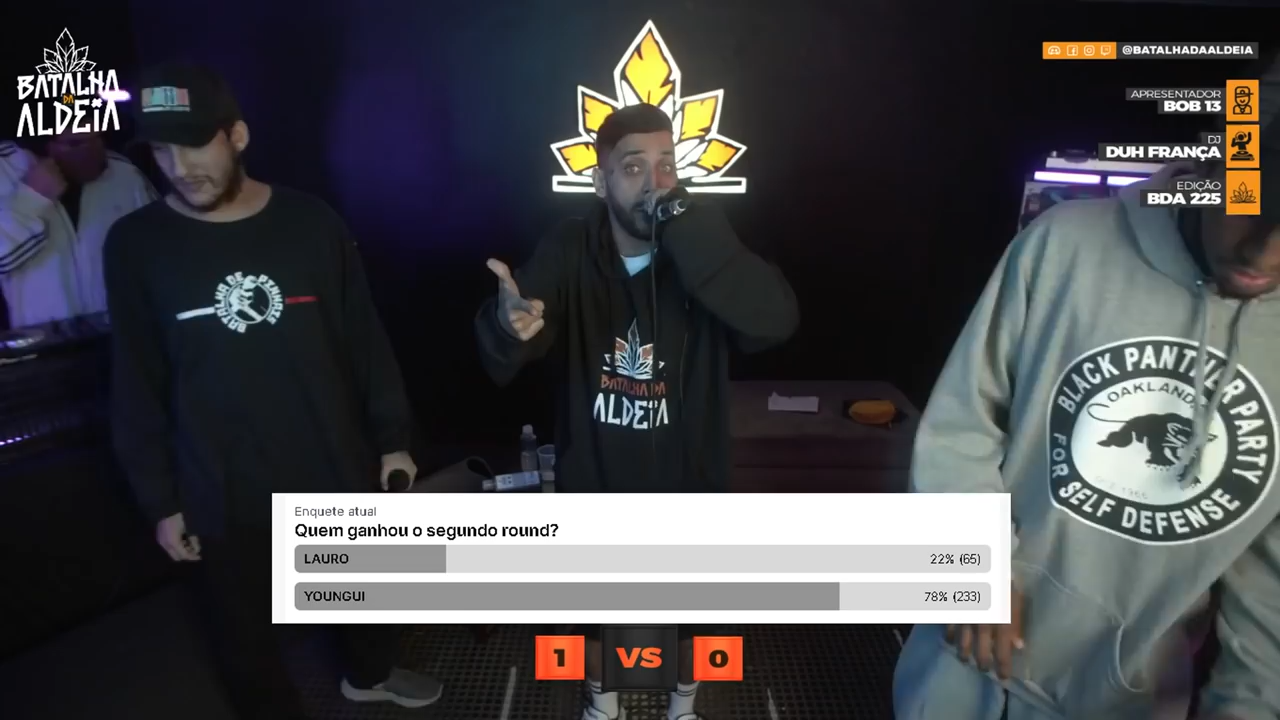 BATALHA
DA
ALDEIA
@BATALHADAALDEIA
APRESENTADOR
BOB 13
DJ
DUH FRANÇA
EDIÇÃO
BDA 225
BATALHA DE
BATALHA DA
ALDEIA
BLACK PANTHER PARTY
OAKLAND
FOR
SELF DEFENSE
Enquete atual
Quem ganhou o segundo round?
LAURO 22% (65)
YOUNGUI 78% (233)
1 VS 0